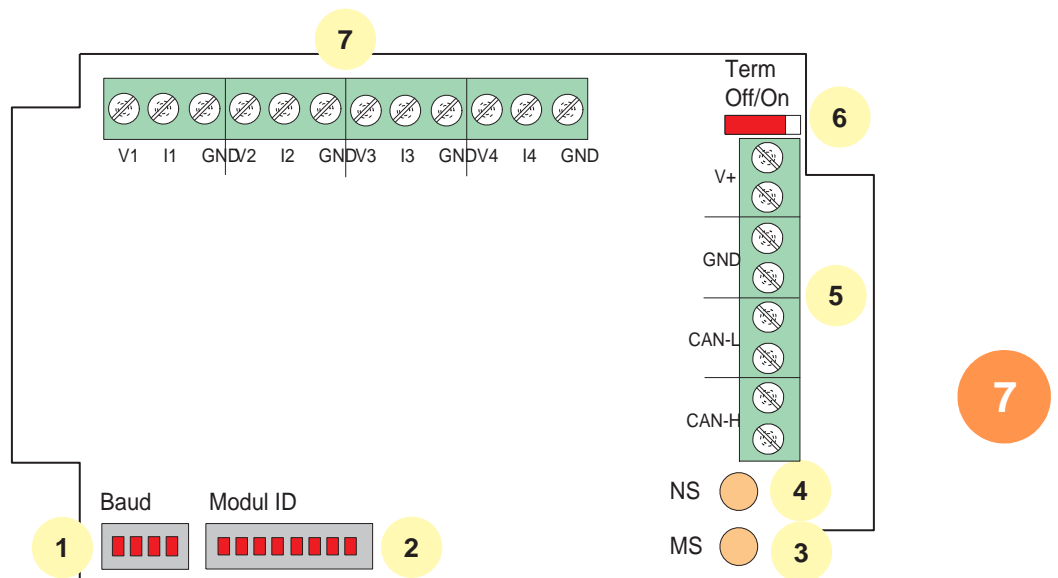 7
Term
Off/On
6
V1 I1 GND V2 I2 GND V3 I3 GND V4 I4 GND
V+
GND
5
CAN-L
7
CAN-H
NS 4
Baud Modul ID
1 2
MS 3